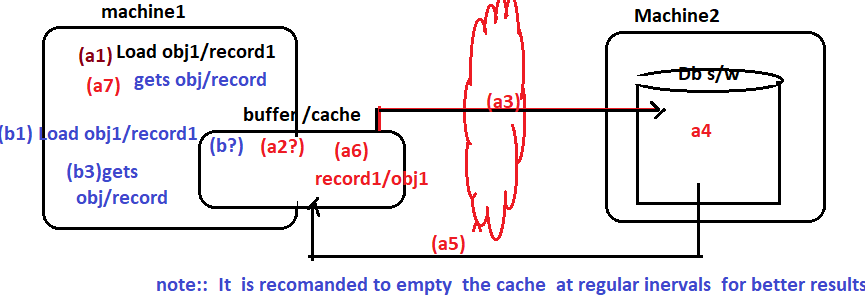 machine1
Machine2
(a1) Load obj1/record1
(a7) gets obj/record
Db s/w
(a3)
buffer /cache
a4
(b1) Load obj1/record1
(b?) (a2?) (a6)
(b3)gets
obj/record
record1/obj1
(a5)
note:: It is recomanded to empty the cache at regular inervals for better results